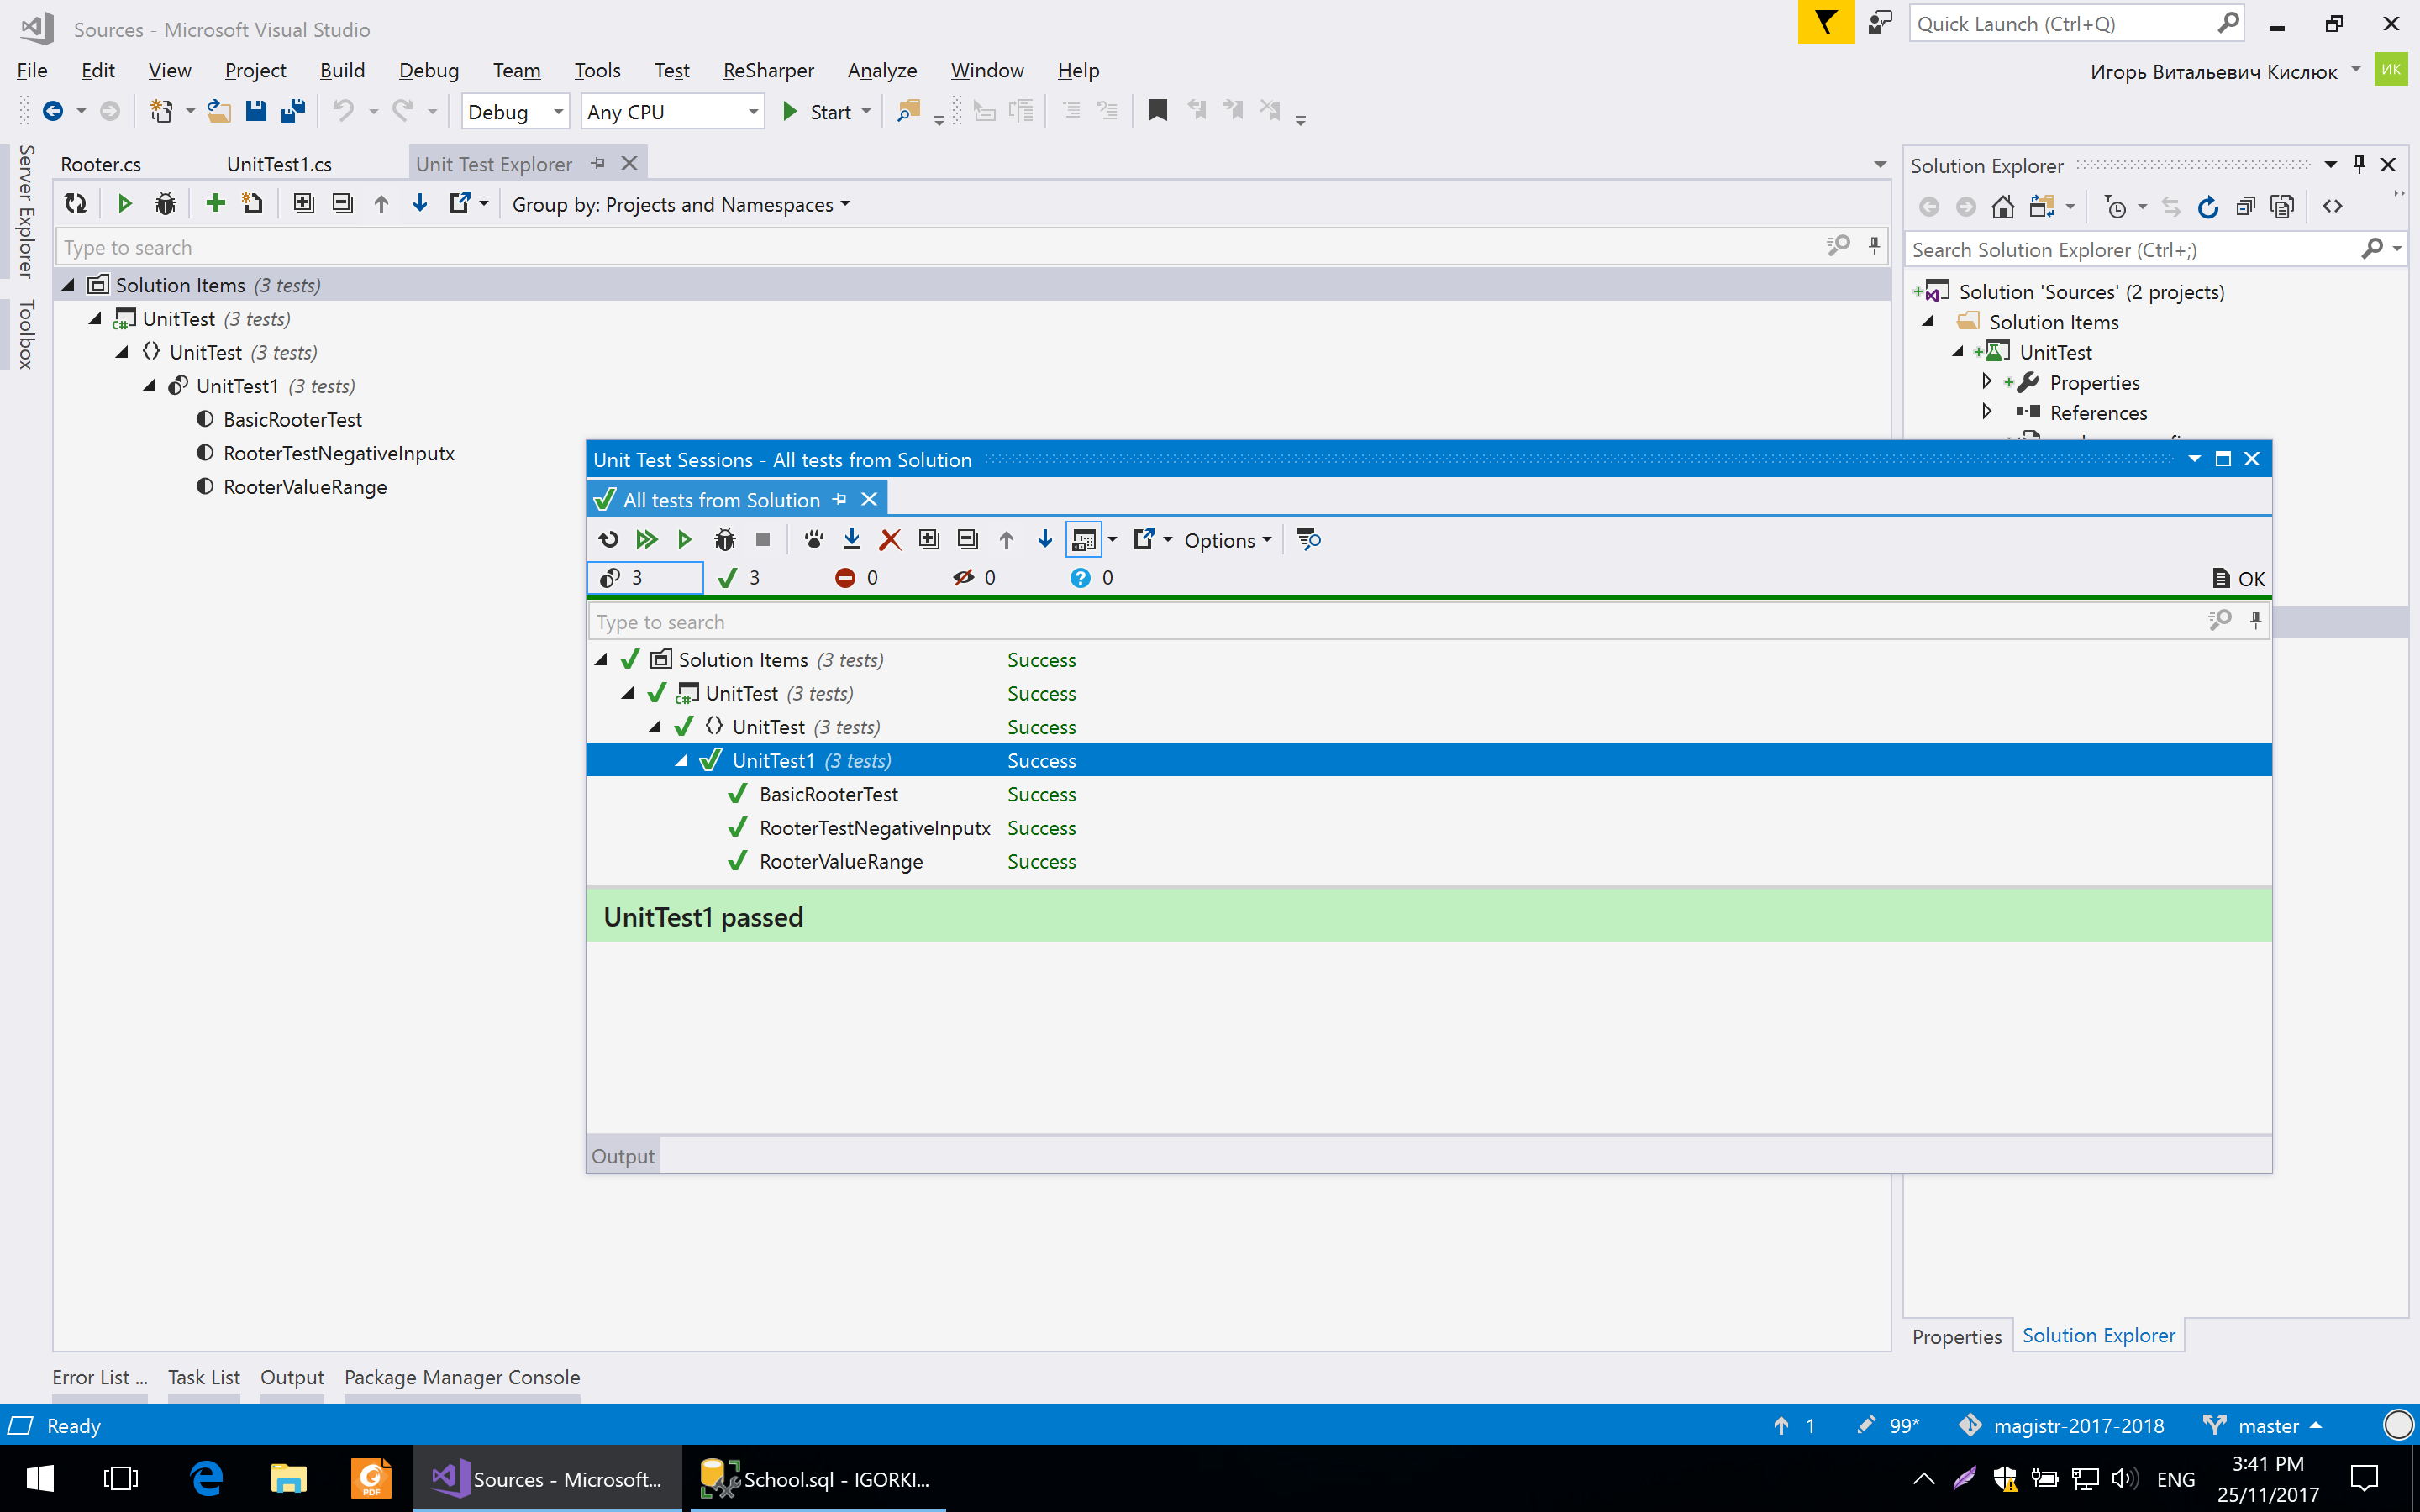 Sources - Microsoft Visual Studio
Quick Launch (Ctrl+Q)
File Edit View Project Build Debug Team Tools Test ReSharper Analyze Window Help
Игорь Витальевич Кислюк
ИК
Debug Any CPU Start
Server Explorer
Toolbox
Rooter.cs UnitTest1.cs Unit Test Explorer
Group by: Projects and Namespaces
Type to search
Solution Items (3 tests)
UnitTest (3 tests)
UnitTest (3 tests)
UnitTest1 (3 tests)
BasicRooterTest
RooterTestNegativeInputx
RooterValueRange
Solution Explorer
Search Solution Explorer (Ctrl+;)
Solution 'Sources' (2 projects)
Solution Items
UnitTest
Properties
References
Unit Test Sessions - All tests from Solution
All tests from Solution
Options
3 3 0 0 0 OK
Type to search
Solution Items (3 tests) Success
UnitTest (3 tests) Success
UnitTest (3 tests) Success
UnitTest1 (3 tests) Success
BasicRooterTest Success
RooterTestNegativeInputx Success
RooterValueRange Success
UnitTest1 passed
Output
Properties Solution Explorer
Error List ... Task List Output Package Manager Console
Ready 1 99* magistr-2017-2018 master
PDF
Sources - Microsoft... School.sql - IGORKI...
ENG
3:41 PM
25/11/2017